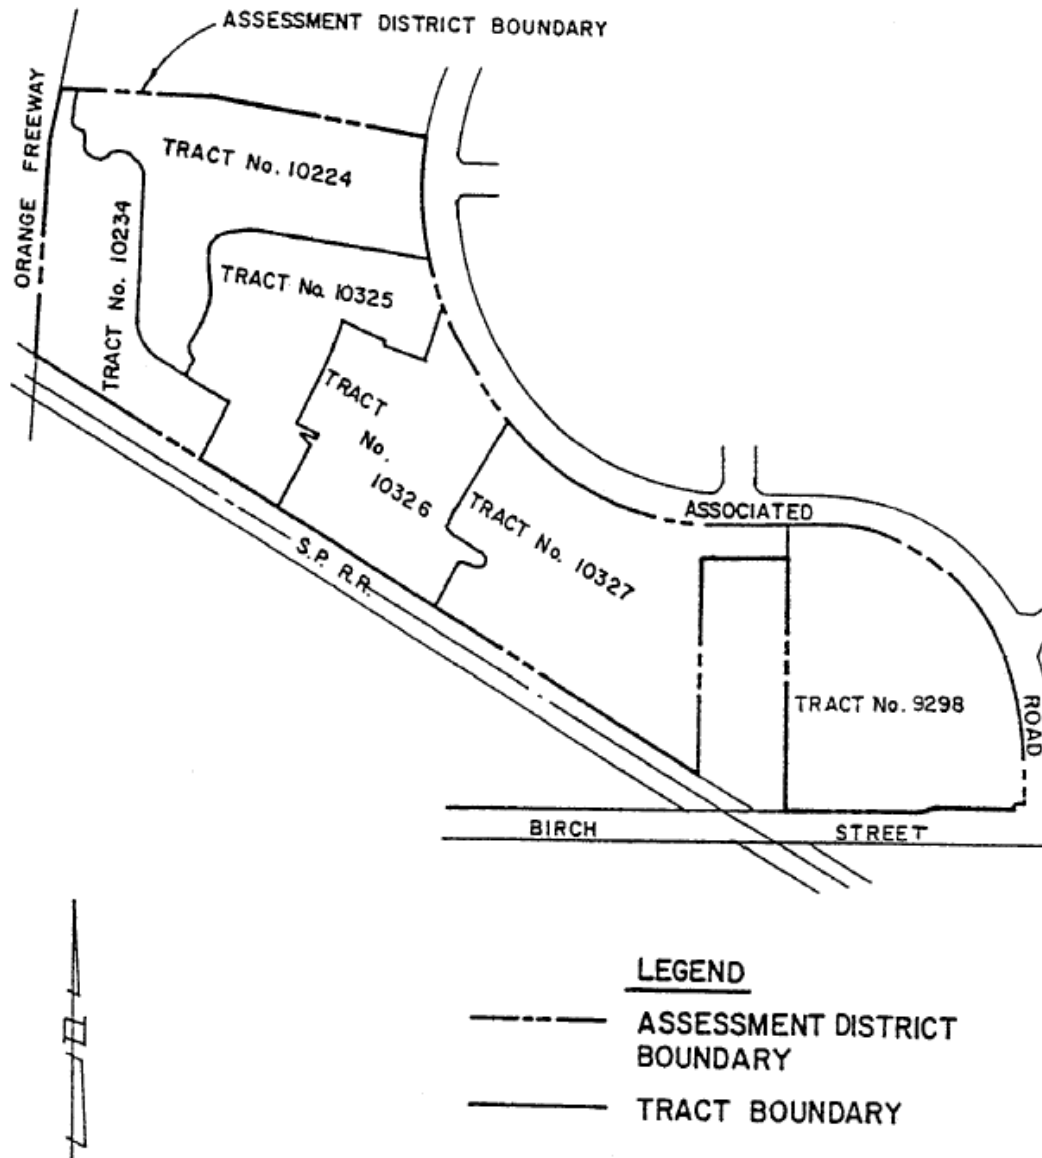 ASSESSMENT DISTRICT BOUNDARY
ORANGE FREEWAY
TRACT No. 10224
TRACT No. 10234
TRACT No. 10325
TRACT
No.
10326
TRACT No. 10327
S.P. R.R.
ASSOCIATED
ROAD
TRACT No. 9298
BIRCH
STREET
LEGEND
ASSESSMENT DISTRICT
BOUNDARY
TRACT BOUNDARY